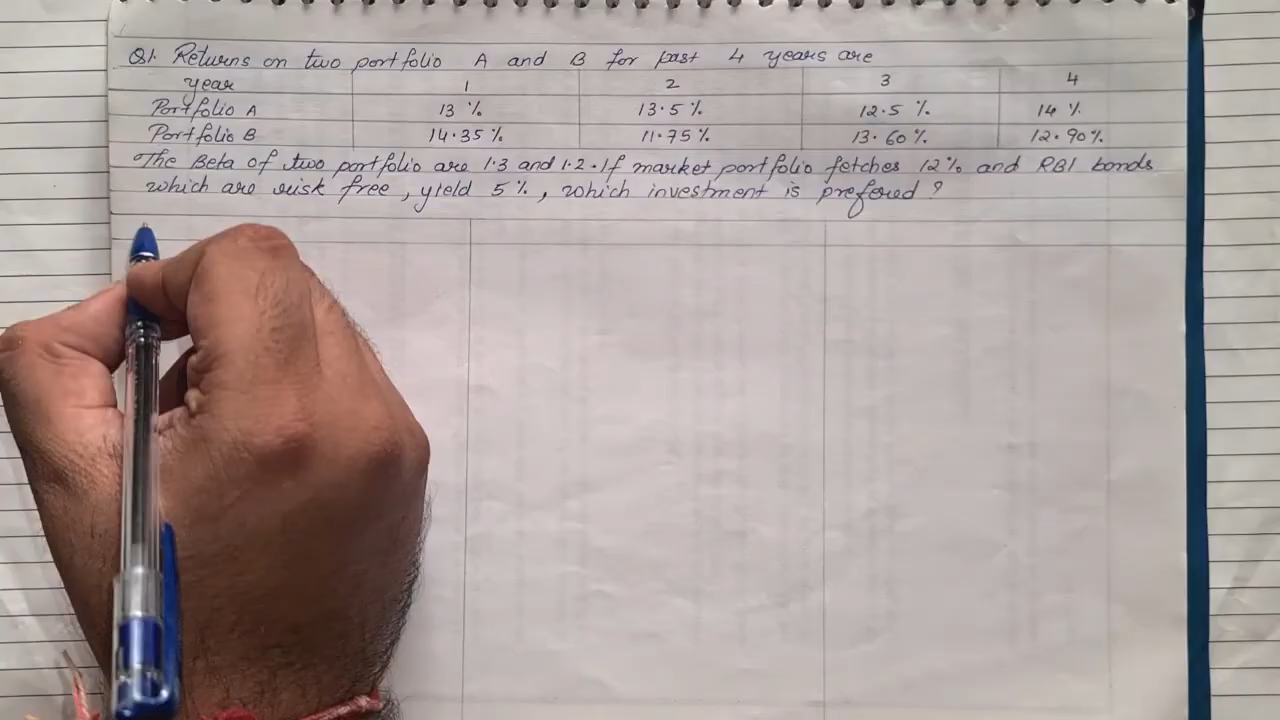 Q1. Returns on two portfolio A and B for past 4 years are
year 1 2 3 4
Portfolio A 13 % 13.5 % 12.5 % 14 %
Portfolio B 14.35 % 11.75 % 13.60 % 12.90 %
The Beta of two portfolio are 1.3 and 1.2. If market portfolio fetches 12% and RBI bonds
which are risk free, yield 5 %, which investment is prefered ?